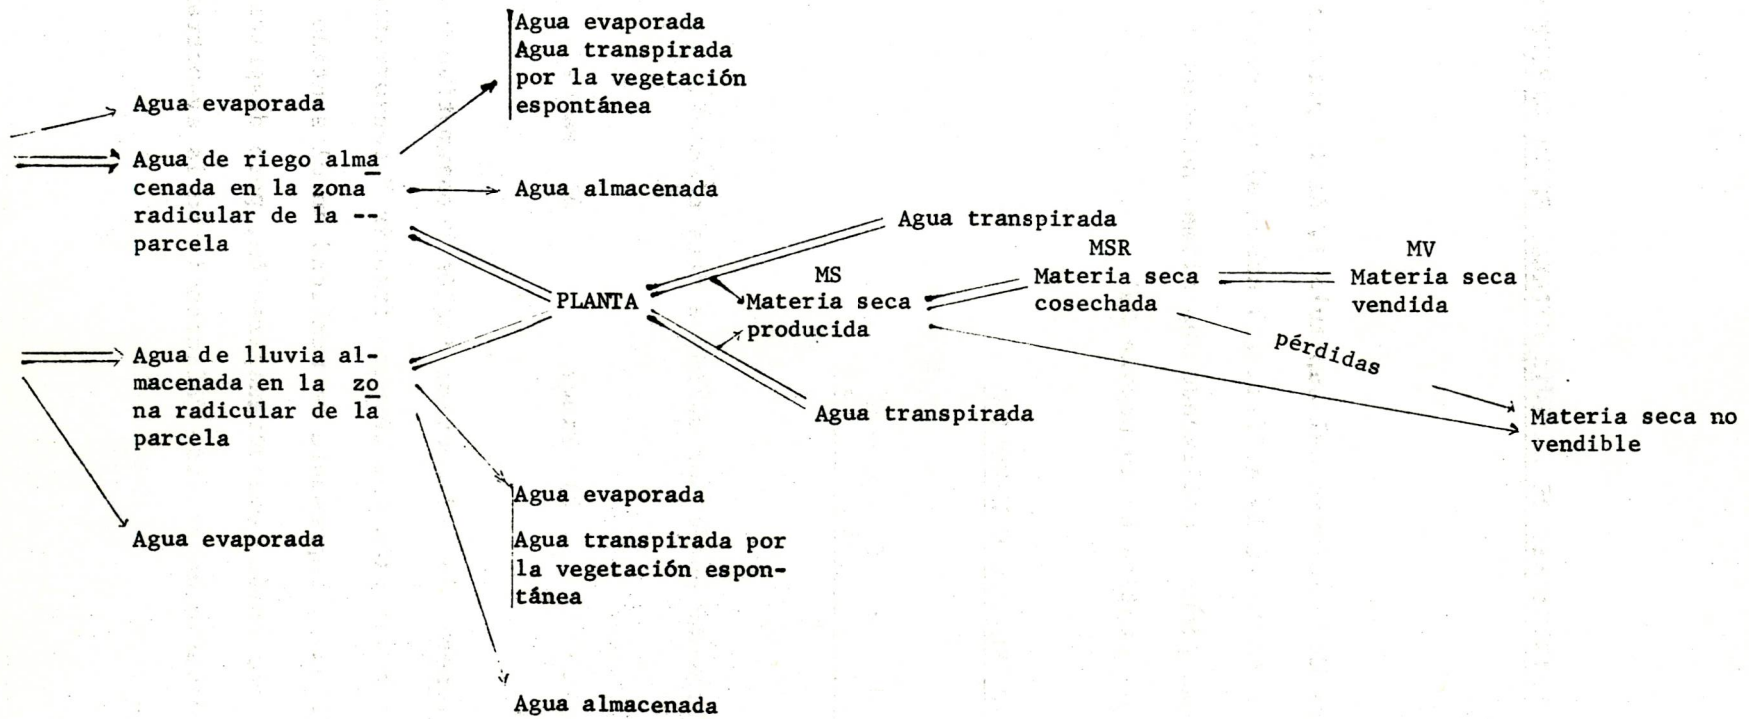 Agua evaporada
Agua transpirada
por la vegetación
espontánea
Agua evaporada
Agua de riego alma
cenada en la zona
radicular de la --
parcela
Agua almacenada
Agua transpirada
PLANTA
MS
Materia seca
producida
MSR
Materia seca
cosechada
MV
Materia seca
vendida
pérdidas
Agua de lluvia al-
macenada en la zo
na radicular de la
parcela
Agua transpirada
Materia seca no
vendible
Agua evaporada
Agua evaporada
Agua transpirada por
la vegetación espon-
tánea
Agua almacenada